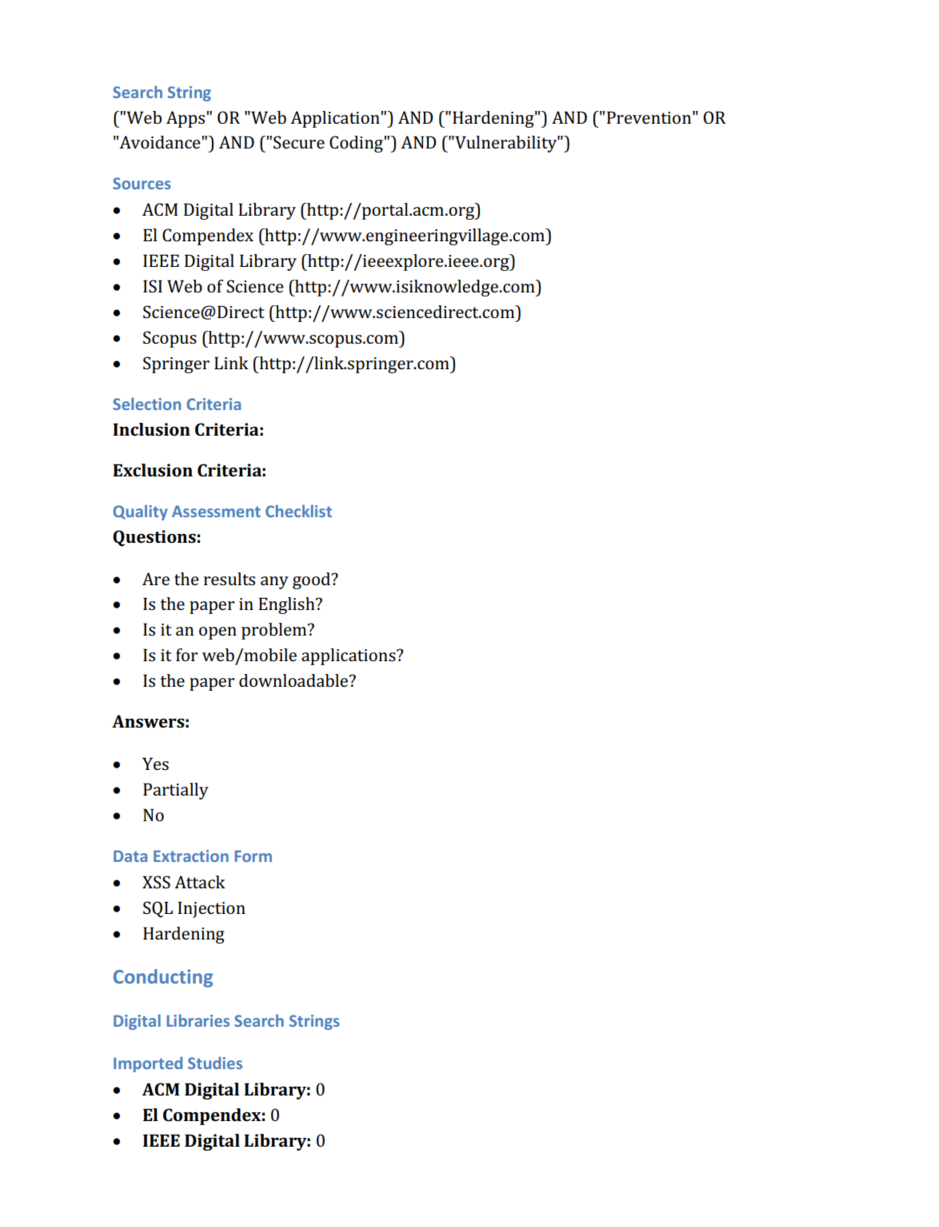 Search String
("Web Apps" OR "Web Application") AND ("Hardening") AND ("Prevention" OR
"Avoidance") AND ("Secure Coding") AND ("Vulnerability")
Sources
• ACM Digital Library (http://portal.acm.org)
• El Compendex (http://www.engineeringvillage.com)
• IEEE Digital Library (http://ieeexplore.ieee.org)
• ISI Web of Science (http://www.isiknowledge.com)
• Science@Direct (http://www.sciencedirect.com)
• Scopus (http://www.scopus.com)
• Springer Link (http://link.springer.com)
Selection Criteria
Inclusion Criteria:
Exclusion Criteria:
Quality Assessment Checklist
Questions:
• Are the results any good?
• Is the paper in English?
• Is it an open problem?
• Is it for web/mobile applications?
• Is the paper downloadable?
Answers:
• Yes
• Partially
• No
Data Extraction Form
• XSS Attack
• SQL Injection
• Hardening
Conducting
Digital Libraries Search Strings
Imported Studies
• ACM Digital Library: 0
• El Compendex: 0
• IEEE Digital Library: 0